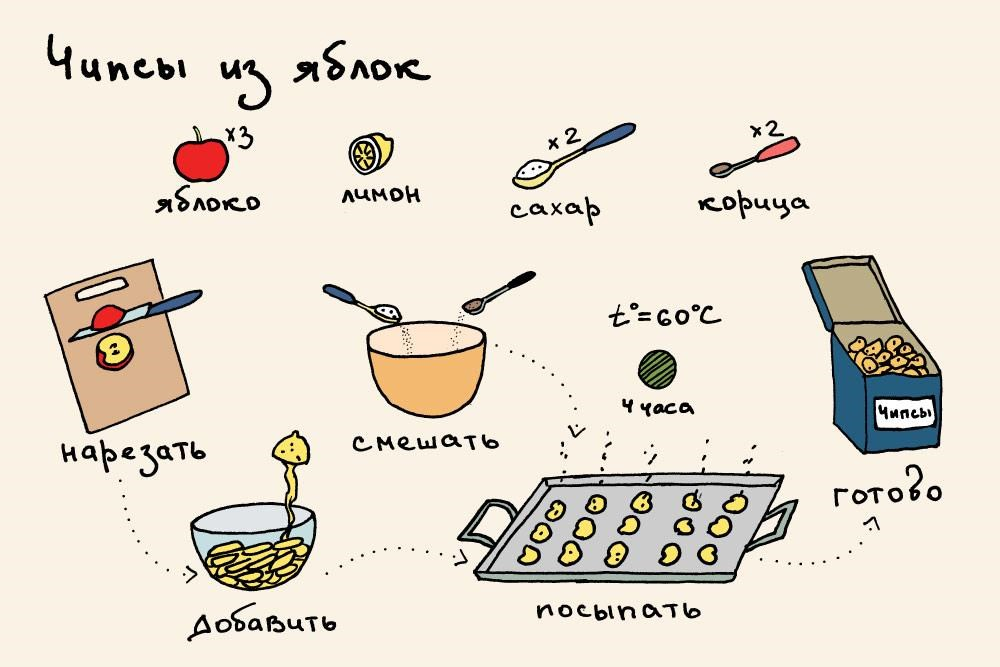 Чипсы из яблок
x3
яблоко
лимон
x2
сахар
x2
корица
нарезать
смешать
t°=60°C
4 часа
Чипсы
готово
добавить
посыпать